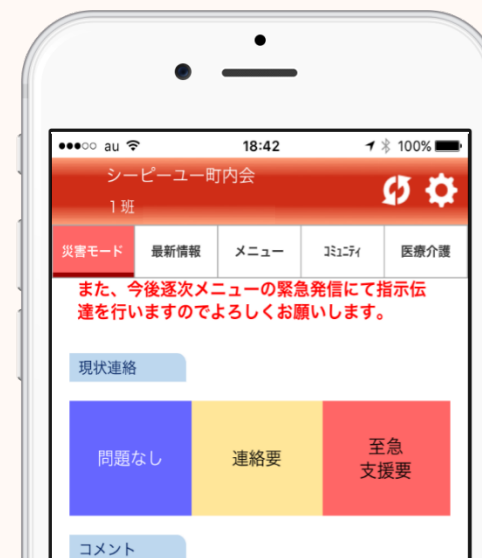 au 18:42 100%
シーピーユー町内会
1班
災害モード 最新情報 メニュー コミュニティ 医療介護
また、今後逐次メニューの緊急発信にて指示伝
達を行いますのでよろしくお願いします。
現状連絡
問題なし 連絡要 至急
支援要
コメント